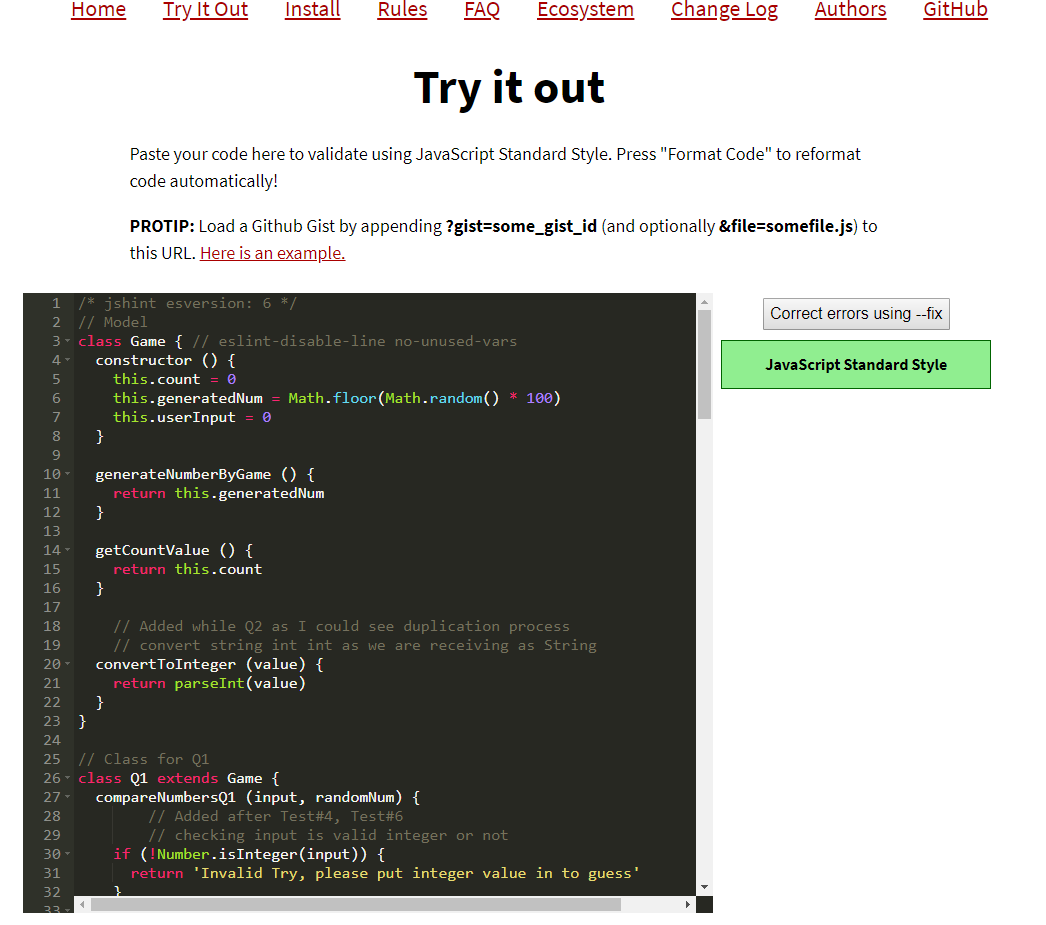 Home Try It Out Install Rules FAQ Ecosystem Change Log Authors GitHub
Try it out
Paste your code here to validate using JavaScript Standard Style. Press "Format Code" to reformat
code automatically!
PROTIP: Load a Github Gist by appending ?gist=some_gist_id (and optionally &file=somefile.js) to
this URL. Here is an example.
Correct errors using --fix
JavaScript Standard Style
1 /* jshint esversion: 6 */
2 // Model
3 class Game { // eslint-disable-line no-unused-vars
4 constructor () {
5 this.count = 0
6 this.generatedNum = Math.floor(Math.random() * 100)
7 this.userInput = 0
8 }
9
10 generateNumberByGame () {
11 return this.generatedNum
12 }
13
14 getCountValue () {
15 return this.count
16 }
17
18 // Added while Q2 as I could see duplication process
19 // convert string int int as we are receiving as String
20 convertToInteger (value) {
21 return parseInt(value)
22 }
23 }
24
25 // Class for Q1
26 class Q1 extends Game {
27 compareNumbersQ1 (input, randomNum) {
28 // Added after Test#4, Test#6
29 // checking input is valid integer or not
30 if (!Number.isInteger(input)) {
31 return 'Invalid Try, please put integer value in to guess'
32 }
33